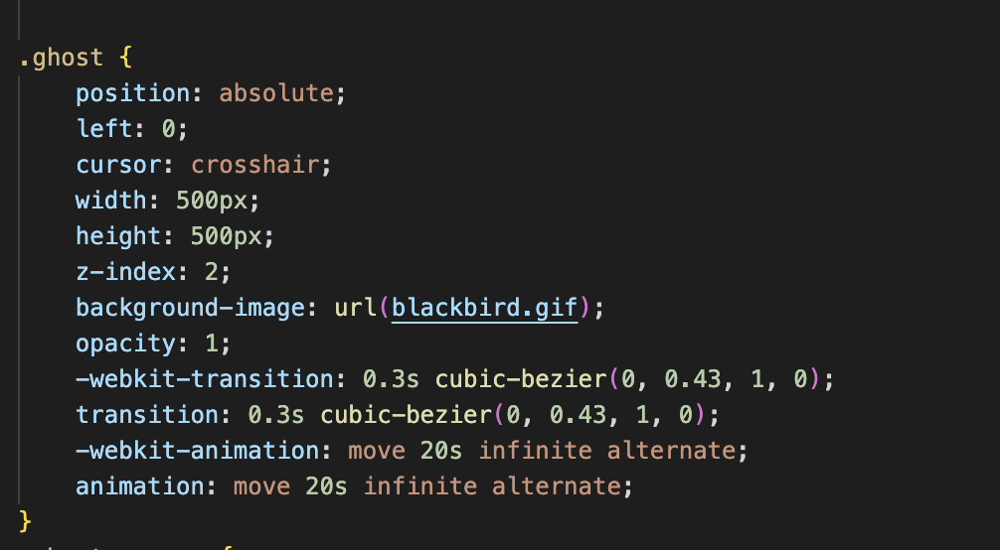 .ghost {
position: absolute;
left: 0;
cursor: crosshair;
width: 500px;
height: 500px;
z-index: 2;
background-image: url(blackbird.gif);
opacity: 1;
-webkit-transition: 0.3s cubic-bezier(0, 0.43, 1, 0);
transition: 0.3s cubic-bezier(0, 0.43, 1, 0);
-webkit-animation: move 20s infinite alternate;
animation: move 20s infinite alternate;
}